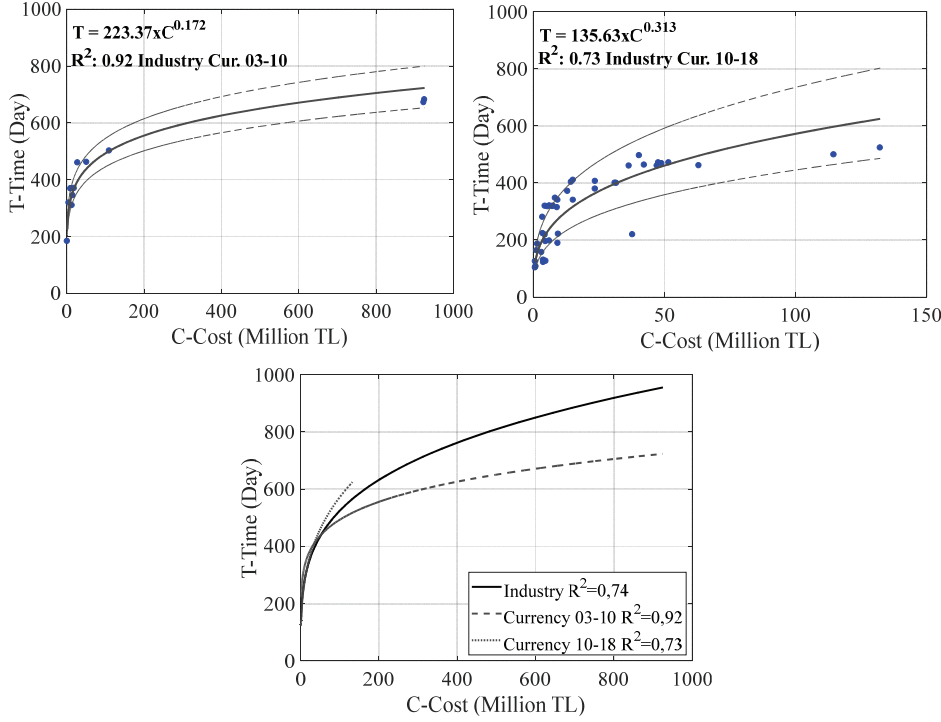 T = 223.37xC^0.172
R^2: 0.92 Industry Cur. 03-10
T-Time (Day)
1000
800
600
400
200
0
0 200 400 600 800 1000
C-Cost (Million TL)
T = 135.63xC^0.313
R^2: 0.73 Industry Cur. 10-18
T-Time (Day)
1000
800
600
400
200
0
0 50 100 150
C-Cost (Million TL)
T-Time (Day)
1000
800
600
400
200
0
Industry R^2=0,74
Currency 03-10 R^2=0,92
Currency 10-18 R^2=0,73
0 200 400 600 800 1000
C-Cost (Million TL)